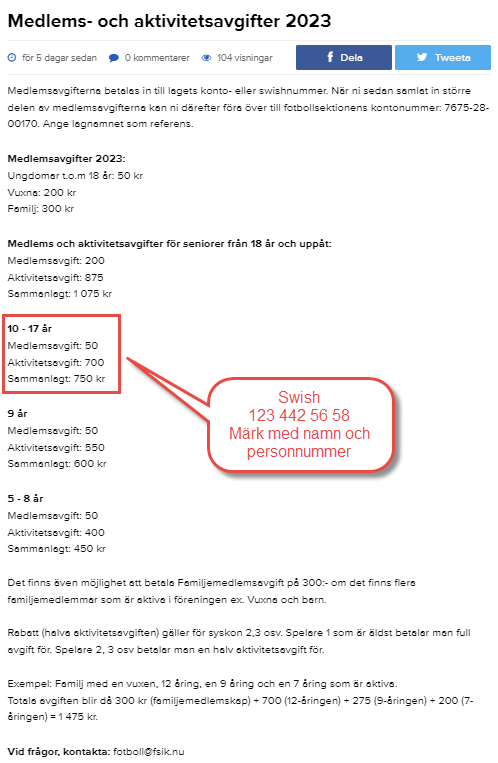 Medlems- och aktivitetsavgifter 2023
för 5 dagar sedan 0 kommentarer 104 visningar Dela Tweeta
Medlemsavgifterna betalas in till lagets konto- eller swishnummer. När ni sedan samlat in större
delen av medlemsavgifterna kan ni därefter föra över till fotbollsektionens kontonummer: 7675-28-
00170. Ange lagnamnet som referens.
Medlemsavgifter 2023:
Ungdomar t.o.m 18 år: 50 kr
Vuxna: 200 kr
Familj: 300 kr
Medlems och aktivitetsavgifter för seniorer från 18 år och uppåt:
Medlemsavgift: 200
Aktivitetsavgift: 875
Sammanlagt: 1 075 kr
10 - 17 år
Medlemsavgift: 50
Aktivitetsavgift: 700
Sammanlagt: 750 kr
Swish
123 442 56 58
Märk med namn och
personnummer
9 år
Medlemsavgift: 50
Aktivitetsavgift: 550
Sammanlagt: 600 kr
5 - 8 år
Medlemsavgift: 50
Aktivitetsavgift: 400
Sammanlagt: 450 kr
Det finns även möjlighet att betala Familjemedlemsavgift på 300:- om det finns flera
familjemedlemmar som är aktiva i föreningen ex. Vuxna och barn.
Rabatt (halva aktivitetsavgiften) gäller för syskon 2,3 osv. Spelare 1 som är äldst betalar man full
avgift för. Spelare 2, 3 osv betalar man en halv aktivitetsavgift för.
Exempel: Familj med en vuxen, 12 åring, en 9 åring och en 7 åring som är aktiva.
Totala avgiften blir då 300 kr (familjemedlemskap) + 700 (12-åringen) + 275 (9-åringen) + 200 (7-
åringen) = 1 475 kr.
Vid frågor, kontakta: fotboll@fsik.nu